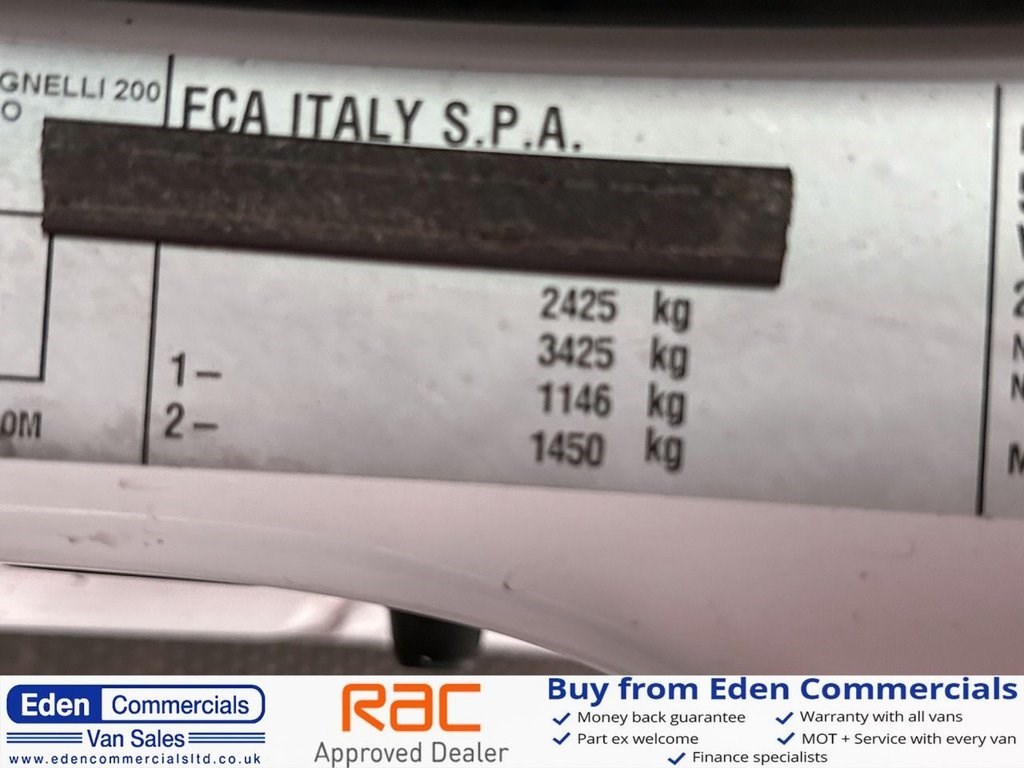 GNELLI 200
O
FCA ITALY S.P.A.
2425 kg
3425 kg
1- 1146 kg
2- 1450 kg
OM
Eden Commercials
Van Sales
www.edencommercialsltd.co.uk
RAC
Approved Dealer
Buy from Eden Commercials
Money back guarantee
Warranty with all vans
Part ex welcome
MOT + Service with every van
Finance specialists